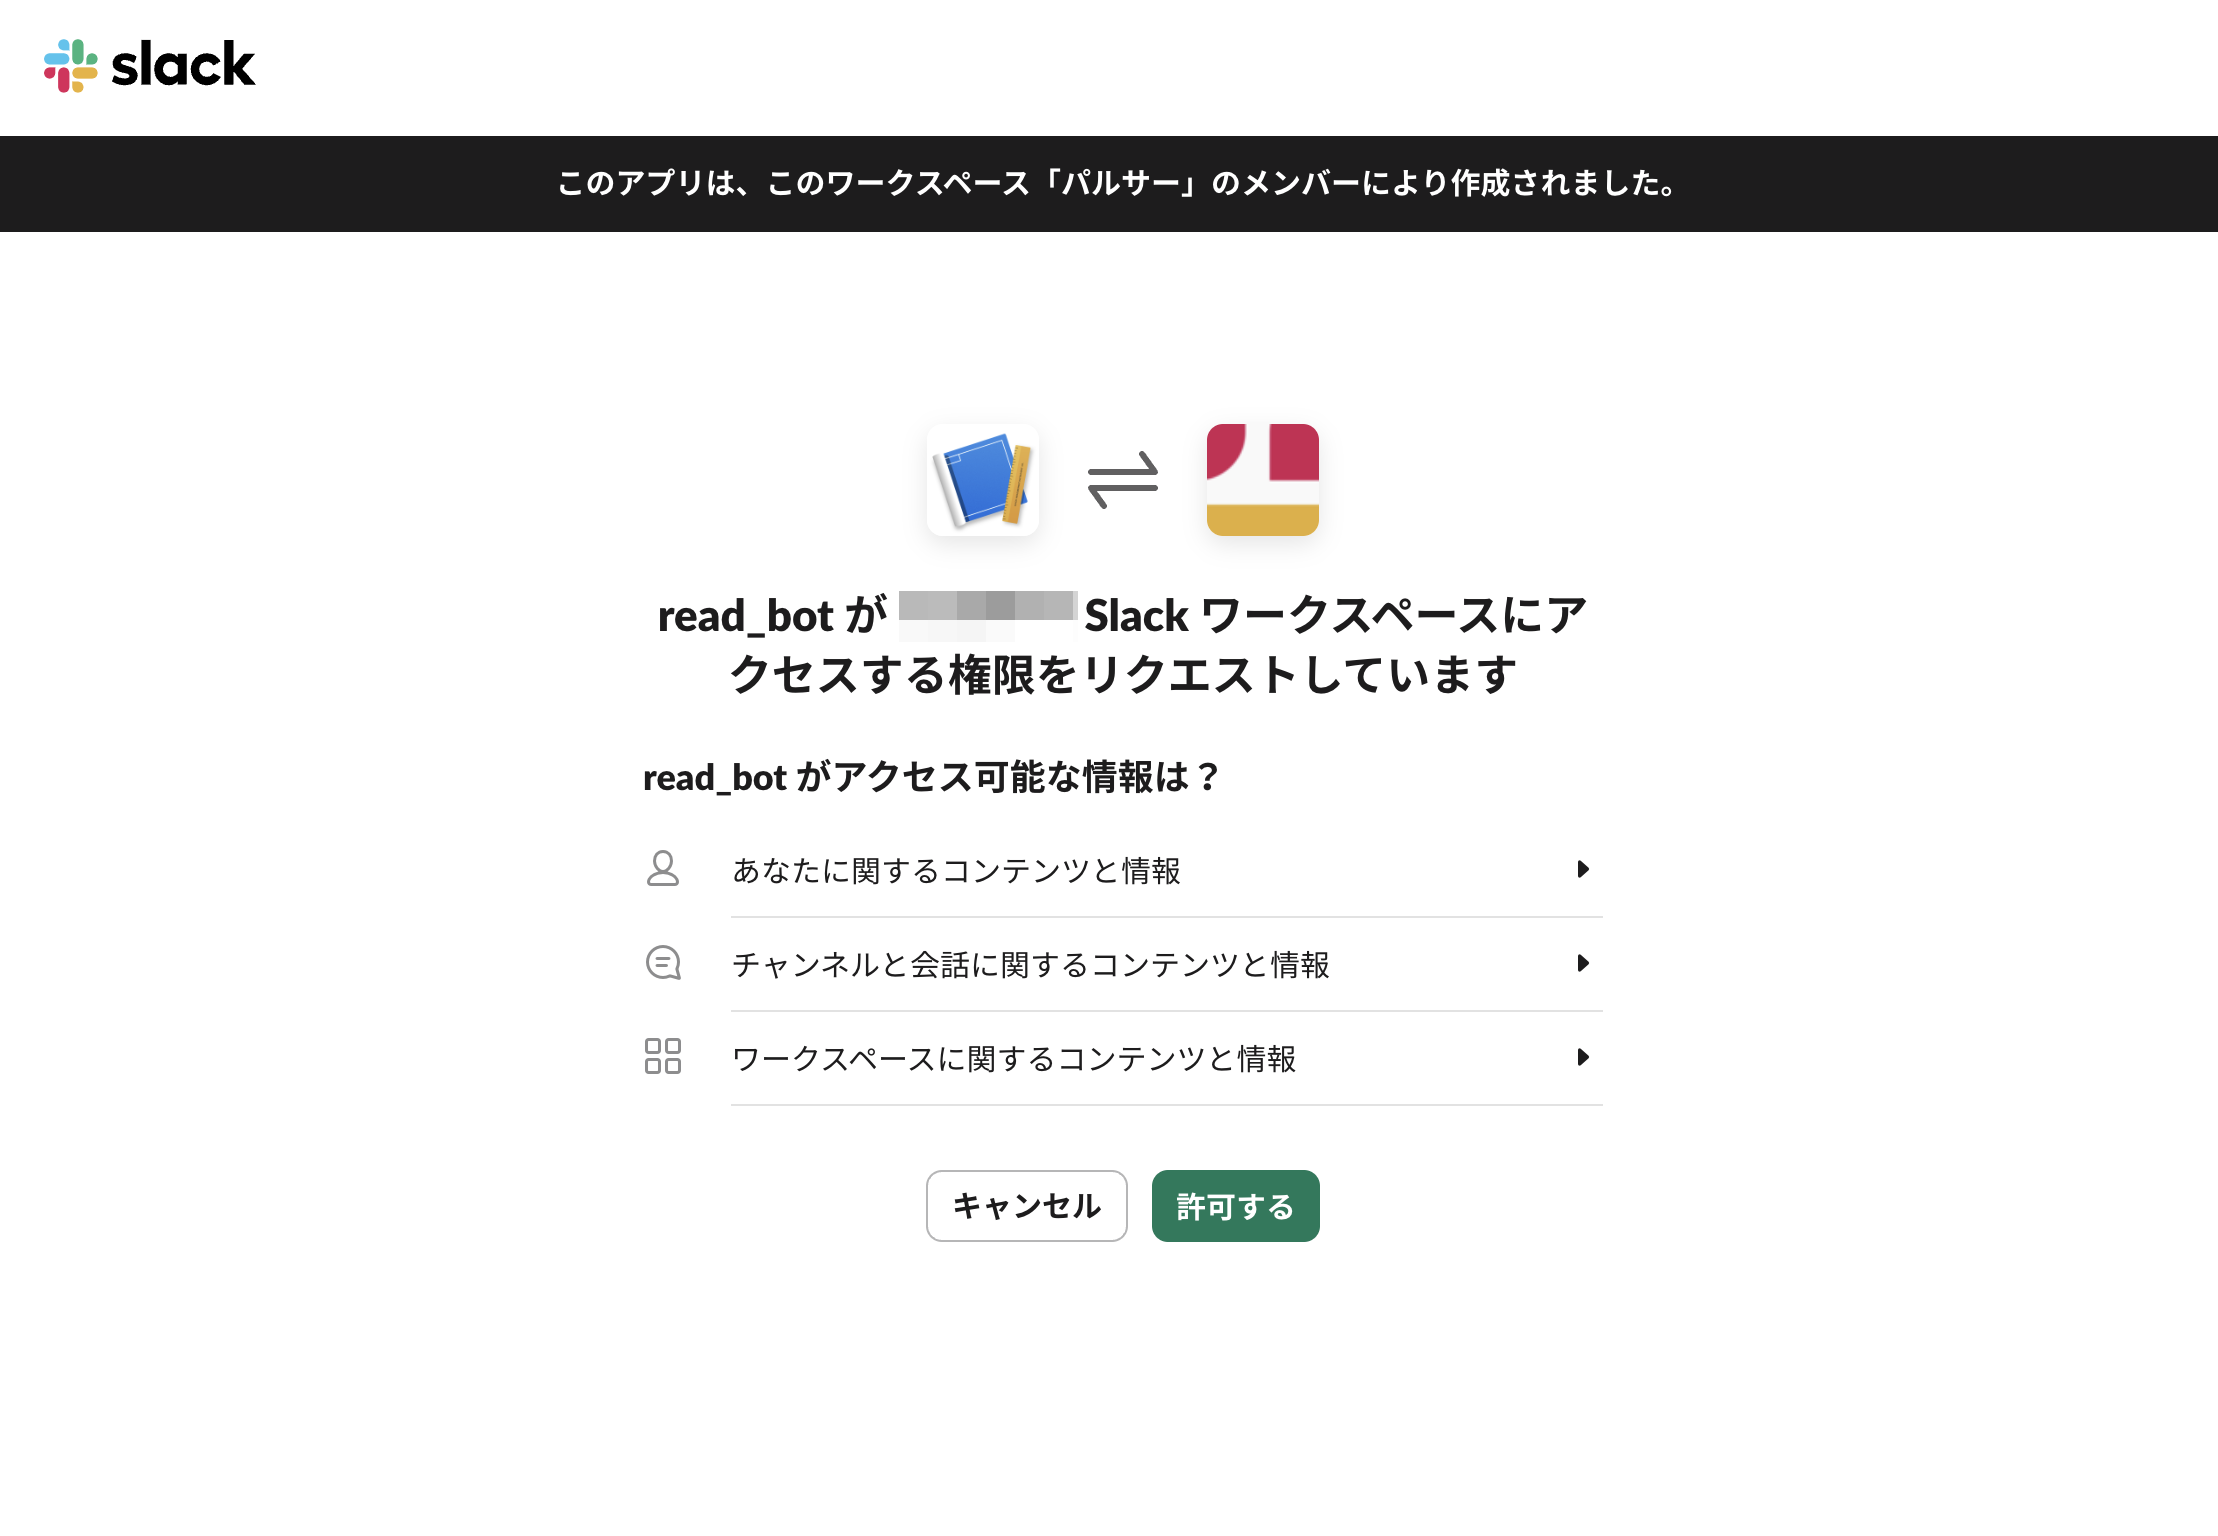 slack
このアプリは、このワークスペース「パルサー」のメンバーにより作成されました。
read_bot が Slack ワークスペースにア
クセスする権限をリクエストしています
read_bot がアクセス可能な情報は？
あなたに関するコンテンツと情報
チャンネルと会話に関するコンテンツと情報
ワークスペースに関するコンテンツと情報
キャンセル
許可する